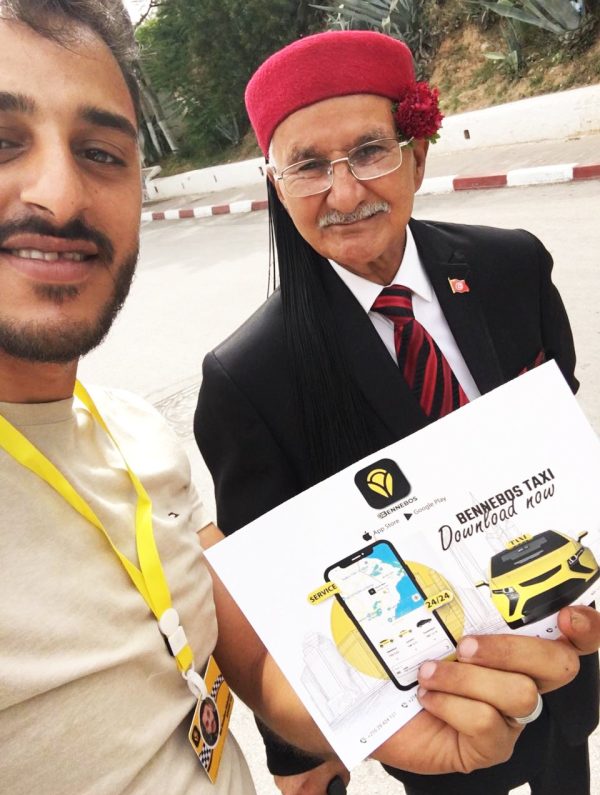 BENNEBOS
App Store
Google Play
BENNEBOS TAXI
Download now
TAXI
SERVICE
24/24